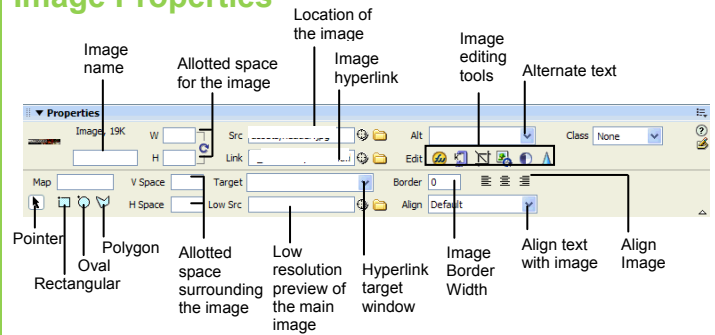 Image Properties
Location of
the image
Image
name
Allotted space
for the image
Image
hyperlink
Image
editing
tools
Alternate text
Properties
Image, 19K
W
Src
Alt
Class
None
H
Link
Edit
Map
V Space
Target
Border
0
H Space
Low Src
Align
Default
Pointer
Rectangular
Oval
Polygon
Allotted
space
surrounding
the image
Low
resolution
preview of
the main
image
Hyperlink
target
window
Image
Border
Width
Align text
with image
Align
Image